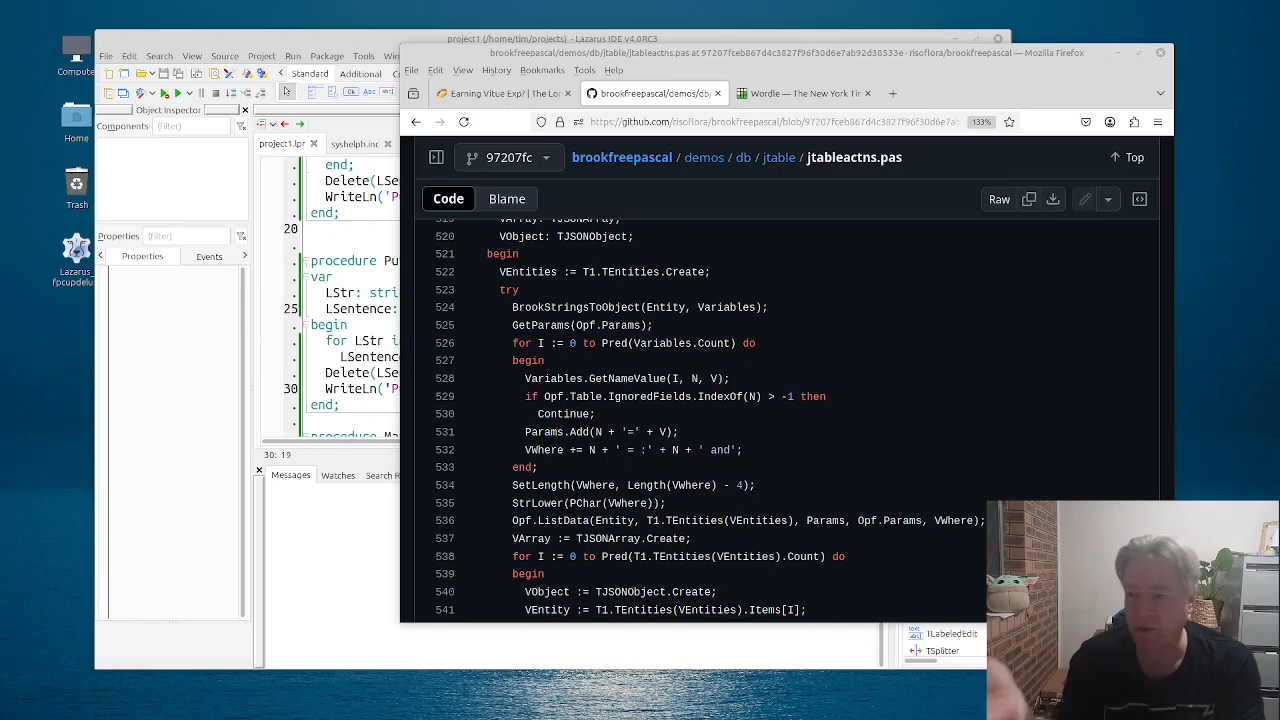 project1 (/home/tim/projects) - Lazarus IDE v4.0RC3
File Edit Search View Source Project Run Package Tools
Standard Additional
Object Inspector
Components (filter)
Properties (filter)
Properties Events
project1.lpr syshelph.inc
end;
Delete(LSe
WriteLn('P
end;
20
procedure Pu
var
LStr: stri
25 LSentence:
begin
for LStr i
LSentenc
Delete(LSe
30 WriteLn('P
end;
30: 19
Messages Watches Search R
TLabeledEdit
TSplitter
Compute
Home
Trash
Lazarus_
fpcupdelu
brookfreepascal/demos/db/jtable/jtableactns.pas at 97207fceb867d4c3827f96f30d6e7ab92d38533e · risoflora/brookfreepascal — Mozilla Firefox
File Edit View History Bookmarks Tools Help
Earning Vitue Exp? | The Lor
brookfreepascal/demos/db/
Wordle — The New York Tim
https://github.com/risoflora/brookfreepascal/blob/97207fceb867d4c3827f96f30d6e7ab 133%
97207fc brookfreepascal / demos / db / jtable / jtableactns.pas Top
Code Blame Raw
519 VArray: TJSONArray;
520 VObject: TJSONObject;
521 begin
522 VEntities := T1.TEntities.Create;
523 try
524 BrookStringsToObject(Entity, Variables);
525 GetParams(Opf.Params);
526 for I := 0 to Pred(Variables.Count) do
527 begin
528 Variables.GetNameValue(I, N, V);
529 if Opf.Table.IgnoredFields.IndexOf(N) > -1 then
530 Continue;
531 Params.Add(N + '=' + V);
532 VWhere += N + ' = :' + N + ' and';
533 end;
534 SetLength(VWhere, Length(VWhere) - 4);
535 StrLower(PChar(VWhere));
536 Opf.ListData(Entity, T1.TEntities(VEntities), Params, Opf.Params, VWhere);
537 VArray := TJSONArray.Create;
538 for I := 0 to Pred(T1.TEntities(VEntities).Count) do
539 begin
540 VObject := TJSONObject.Create;
541 VEntity := T1.TEntities(VEntities).Items[I];